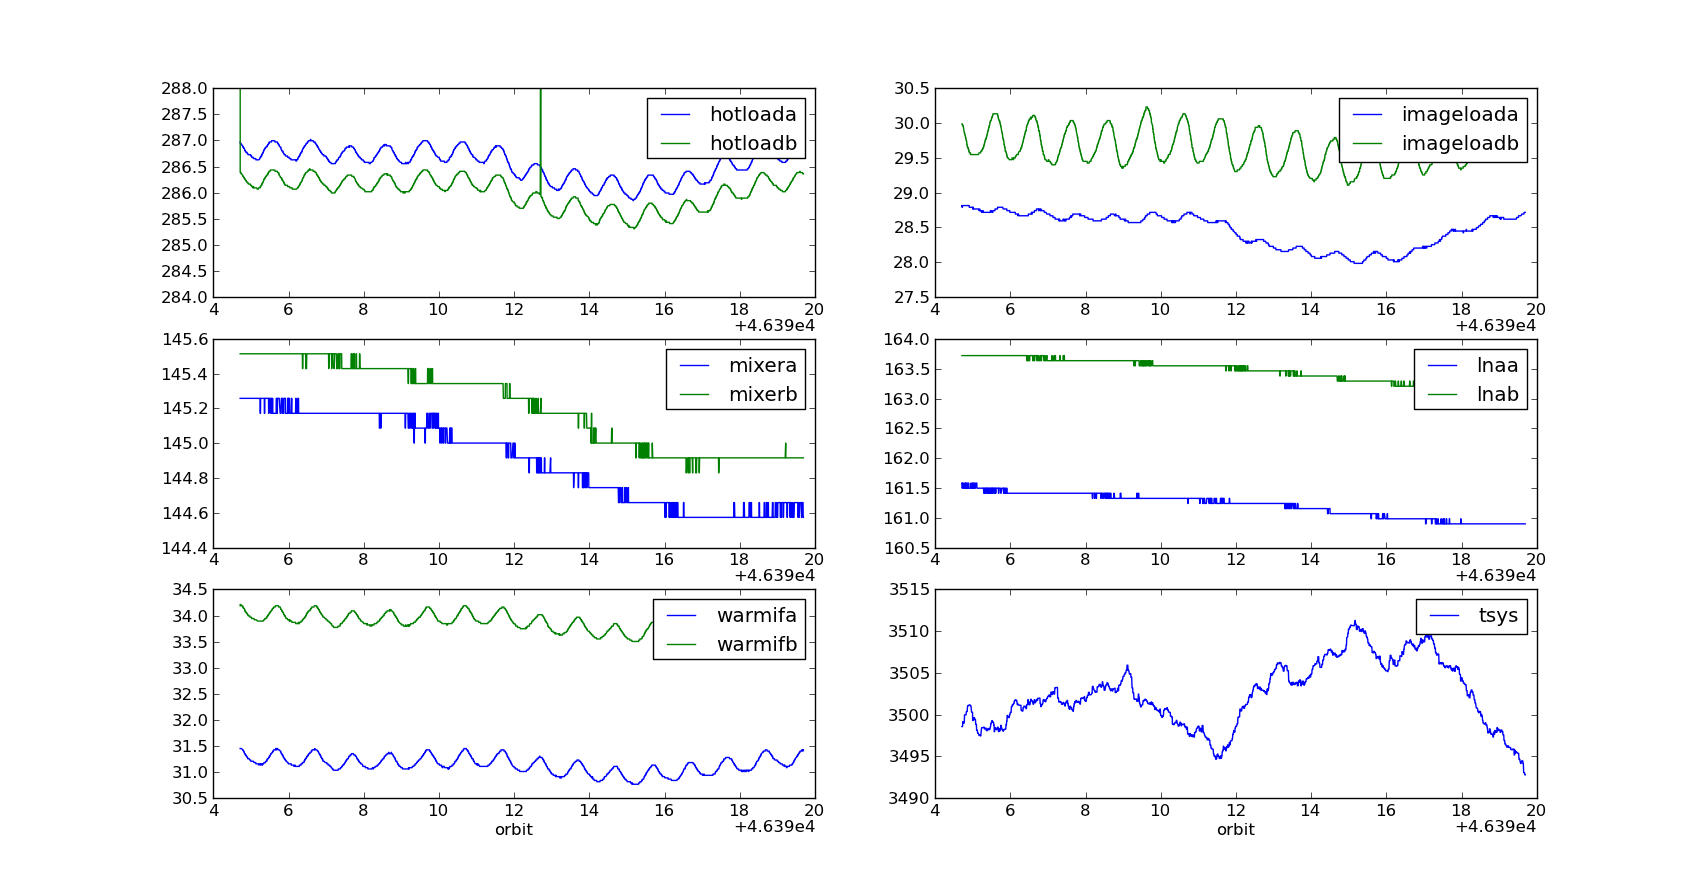 288.0
287.5
287.0
286.5
286.0
285.5
285.0
284.5
284.0
4 6 8 10 12 14 16 18 20
+4.639e4
hotloada
hotloadb
30.5
30.0
29.5
29.0
28.5
28.0
27.5
4 6 8 10 12 14 16 18 20
+4.639e4
imageloada
imageloadb
145.6
145.4
145.2
145.0
144.8
144.6
144.4
4 6 8 10 12 14 16 18 20
+4.639e4
mixera
mixerb
164.0
163.5
163.0
162.5
162.0
161.5
161.0
160.5
4 6 8 10 12 14 16 18 20
+4.639e4
lnaa
lnab
34.5
34.0
33.5
33.0
32.5
32.0
31.5
31.0
30.5
4 6 8 10 12 14 16 18 20
+4.639e4
orbit
warmifa
warmifb
3515
3510
3505
3500
3495
3490
4 6 8 10 12 14 16 18 20
+4.639e4
orbit
tsys